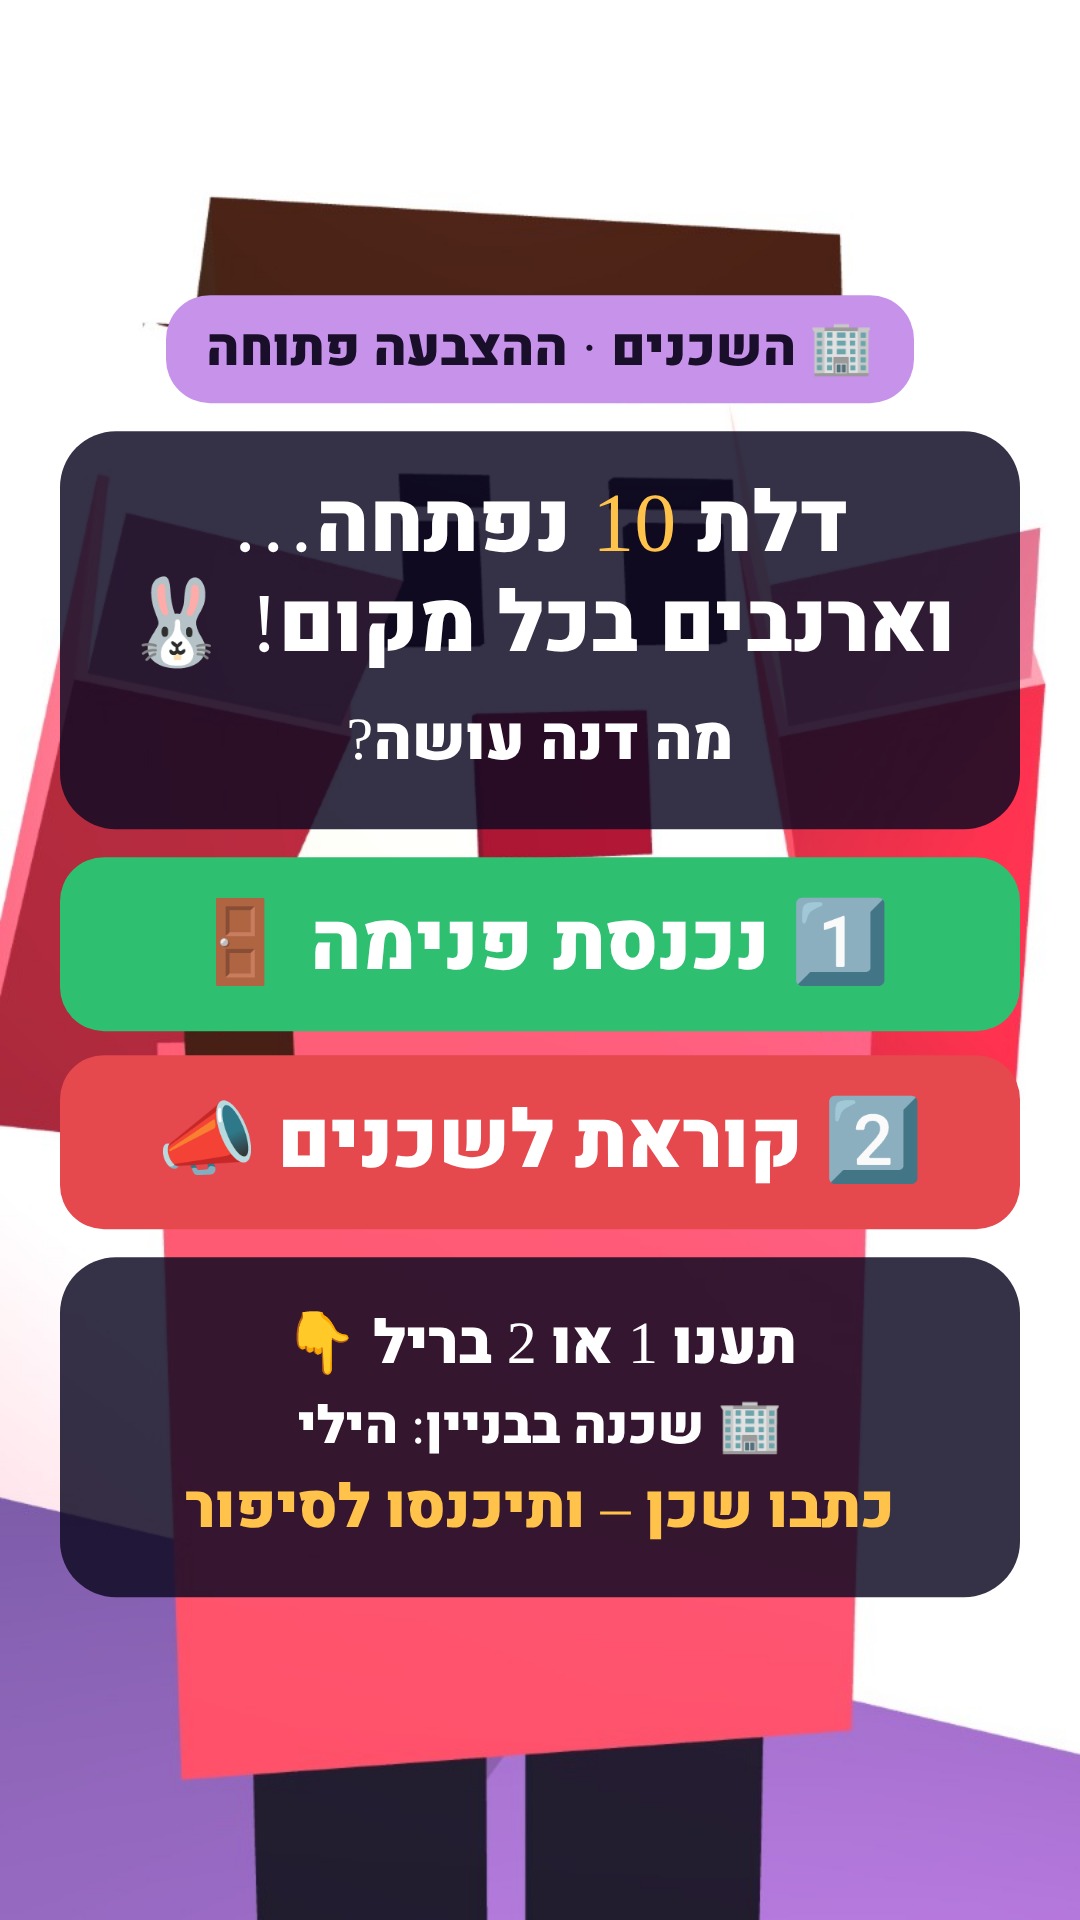 🏢 השכנים · ההצבעה פתוחה
דלת 10 נפתחה...
וארנבים בכל מקום! 🐰
מה דנה עושה?
1️⃣ נכנסת פנימה 🚪
2️⃣ קוראת לשכנים 📣
תענו 1 או 2 בריל 👇
🏢 שכנה בבניין: הילי
כתבו שכן – ותיכנסו לסיפור